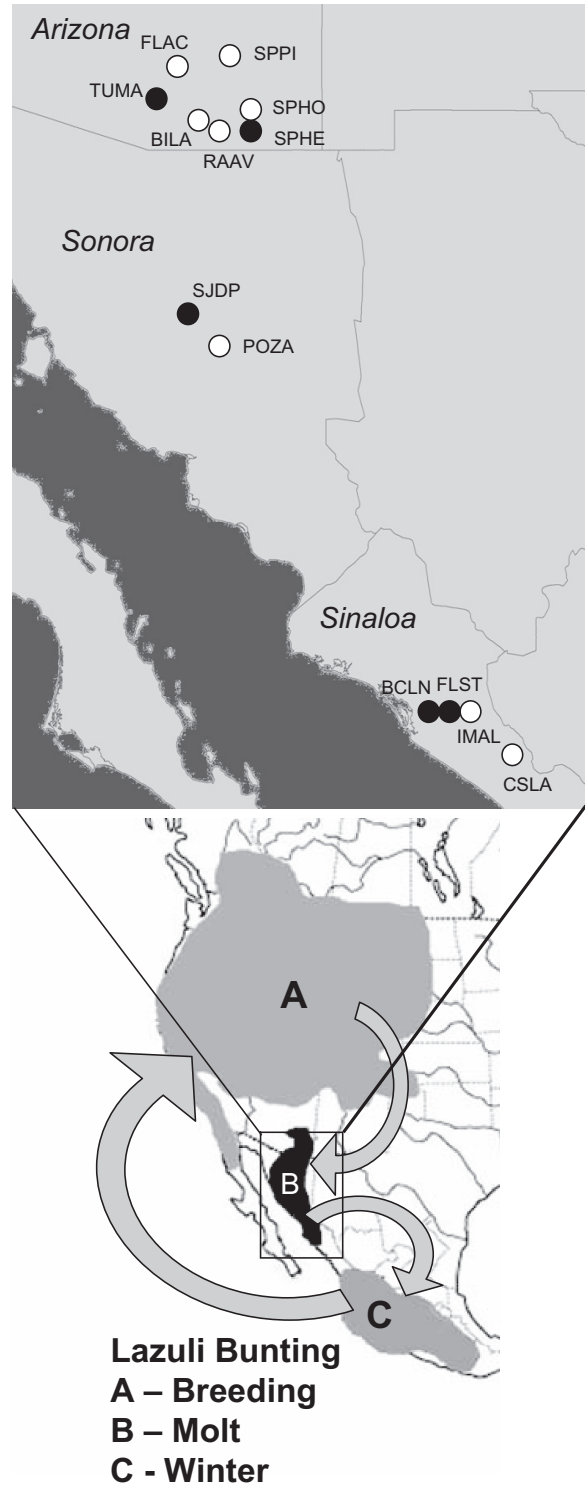 Arizona
FLAC
SPPI
TUMA
SPHO
BILA
SPHE
RAAV
Sonora
SJDP
POZA
Sinaloa
BCLN FLST
IMAL
CSLA
A
B
C
Lazuli Bunting
A – Breeding
B – Molt
C - Winter